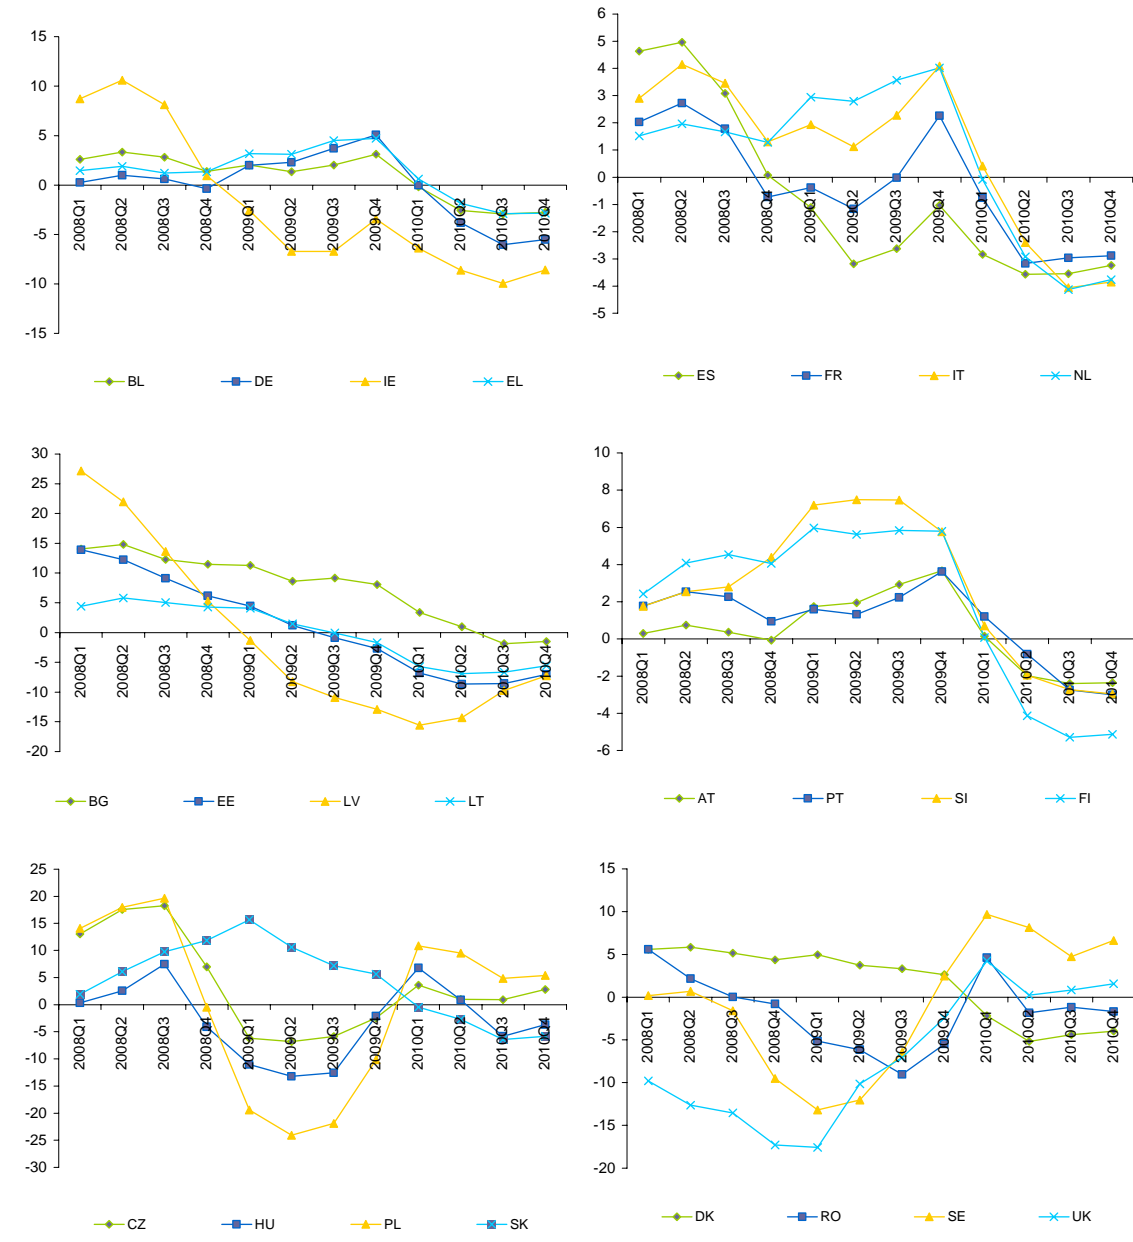 15
10
5
0
-5
-10
-15
2008Q1
2008Q2
2008Q3
2008Q4
2009Q1
2009Q2
2009Q3
2009Q4
2010Q1
2010Q2
2010Q3
2010Q4
BL DE IE EL
6
5
4
3
2
1
0
-1
-2
-3
-4
-5
2008Q1
2008Q2
2008Q3
2008Q4
2009Q1
2009Q2
2009Q3
2009Q4
2010Q1
2010Q2
2010Q3
2010Q4
ES FR IT NL
30
25
20
15
10
5
0
-5
-10
-15
-20
2008Q1
2008Q2
2008Q3
2008Q4
2009Q1
2009Q2
2009Q3
2009Q4
2010Q1
2010Q2
2010Q3
2010Q4
BG EE LV LT
10
8
6
4
2
0
-2
-4
-6
2008Q1
2008Q2
2008Q3
2008Q4
2009Q1
2009Q2
2009Q3
2009Q4
2010Q1
2010Q2
2010Q3
2010Q4
AT PT SI FI
25
20
15
10
5
0
-5
-10
-15
-20
-25
-30
2008Q1
2008Q2
2008Q3
2008Q4
2009Q1
2009Q2
2009Q3
2009Q4
2010Q1
2010Q2
2010Q3
2010Q4
CZ HU PL SK
15
10
5
0
-5
-10
-15
-20
2008Q1
2008Q2
2008Q3
2008Q4
2009Q1
2009Q2
2009Q3
2009Q4
2010Q1
2010Q2
2010Q3
2010Q4
DK RO SE UK